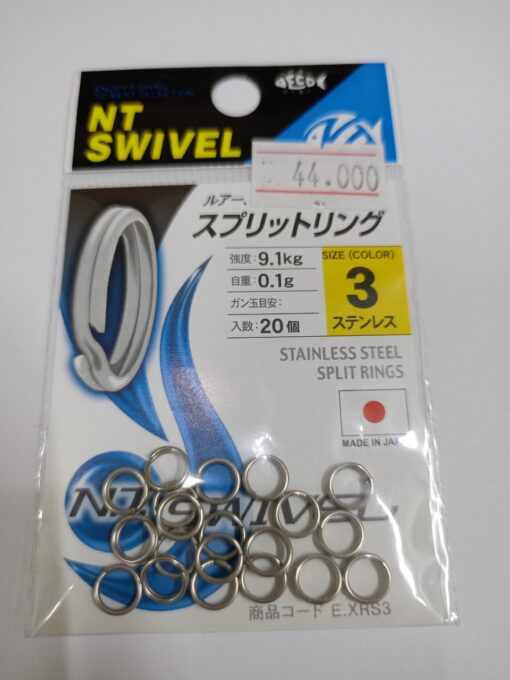 NT
SWIVEL
44.000
ルアー
スプリットリング
強度: 9.1kg
自重: 0.1g
ガン玉目安:
入数: 20個
SIZE (COLOR)
3
ステンレス
STAINLESS STEEL
SPLIT RINGS
MADE IN JAP
NT SWIVEL
商品コード E.XRS3